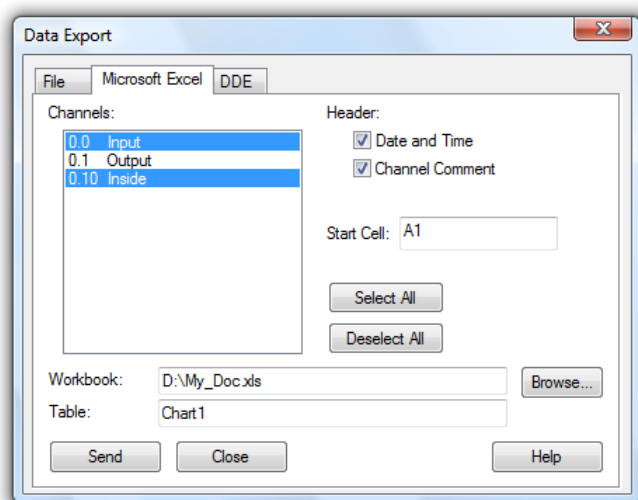 Data Export
File Microsoft Excel DDE
Channels:
0.0 Input
0.1 Output
0.10 Inside
Header:
Date and Time
Channel Comment
Start Cell: A1
Select All
Deselect All
Workbook: D:\My_Doc.xls Browse...
Table: Chart1
Send Close Help